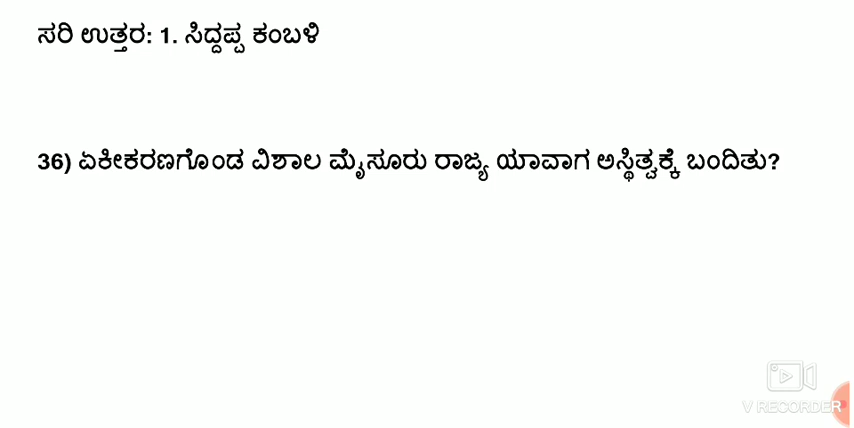 ಸರಿ ಉತ್ತರ: 1. ಸಿದ್ದಪ್ಪ ಕಂಬಳಿ
36) ಏಕೀಕರಣಗೊಂಡ ವಿಶಾಲ ಮೈಸೂರು ರಾಜ್ಯ ಯಾವಾಗ ಅಸ್ಥಿತ್ವಕ್ಕೆ ಬಂದಿತು?
V RECORDER